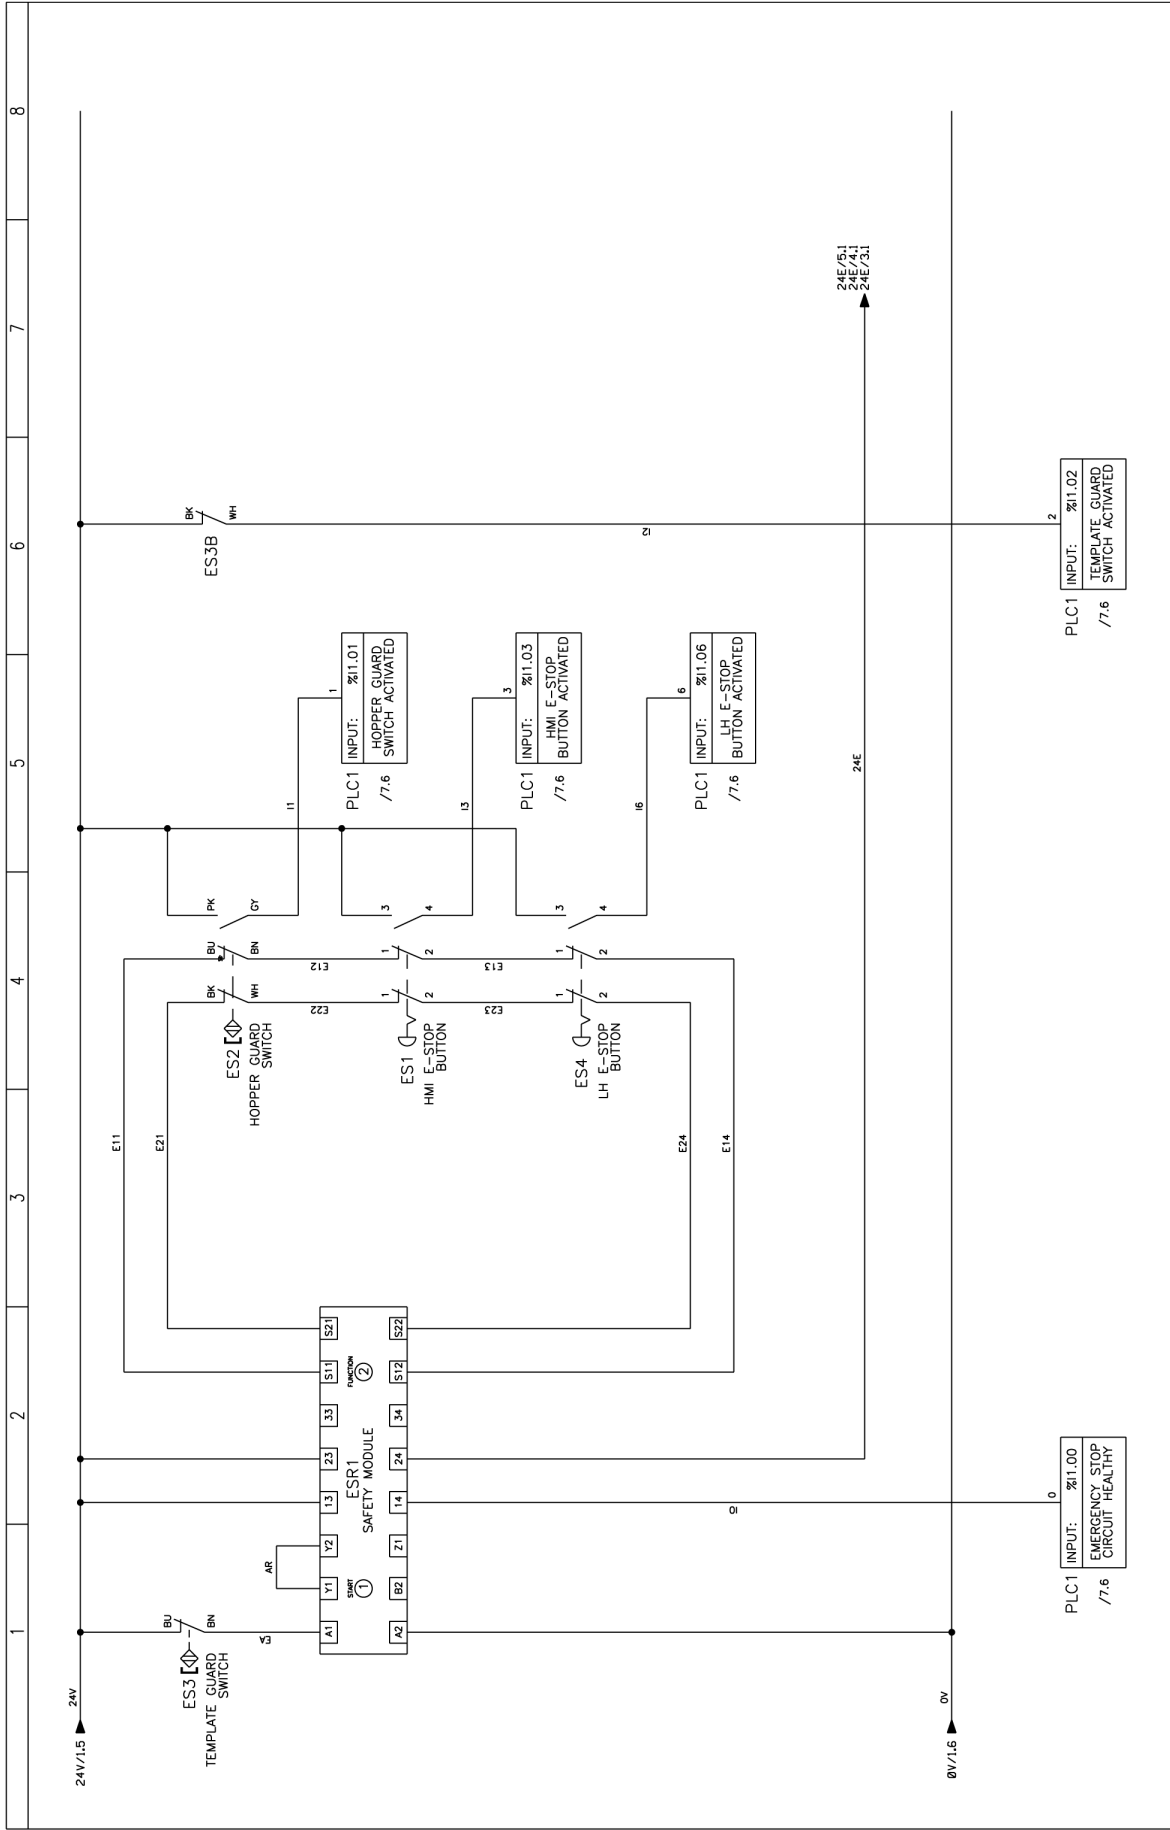 1
2
3
4
5
6
7
8
24V/1.5
24V
ES3
TEMPLATE GUARD
SWITCH
BU
BN
EA
AR
A1
Y1
Y2
13
23
33
S11
S21
START
1
ESR1
SAFETY MODULE
FUNCTION
2
A2
B2
Z1
14
24
34
S12
S22
E11
E21
E24
E14
ES2
HOPPER GUARD
SWITCH
BK
WH
BU
BN
PK
GY
E22
E12
ES1
HMI E-STOP
BUTTON
1
2
1
2
3
4
E23
E13
ES4
LH E-STOP
BUTTON
1
2
1
2
3
4
I1
1
PLC1
INPUT: %I1.01
HOPPER GUARD
SWITCH ACTIVATED
/7.6
I3
3
PLC1
INPUT: %I1.03
HMI E-STOP
BUTTON ACTIVATED
/7.6
I6
6
PLC1
INPUT: %I1.06
LH E-STOP
BUTTON ACTIVATED
/7.6
ES3B
BK
WH
I2
24E
24E/5.1
24E/4.1
24E/3.1
0V/1.6
0V
I0
0
PLC1
INPUT: %I1.00
EMERGENCY STOP
CIRCUIT HEALTHY
/7.6
2
PLC1
INPUT: %I1.02
TEMPLATE GUARD
SWITCH ACTIVATED
/7.6